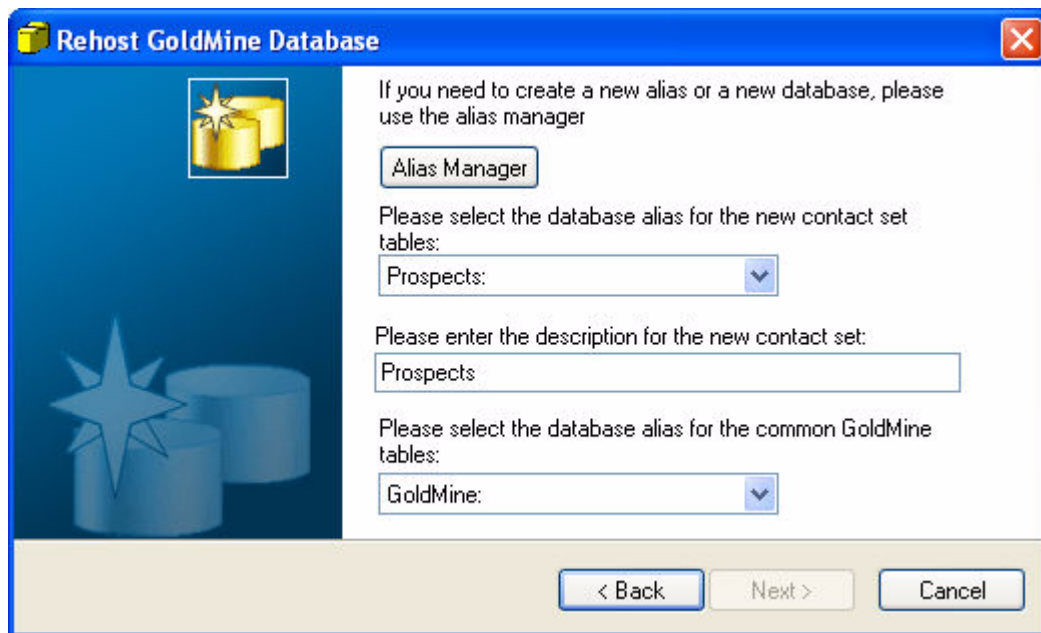 Rehost GoldMine Database
If you need to create a new alias or a new database, please
use the alias manager
Alias Manager
Please select the database alias for the new contact set
tables:
Prospects:
Please enter the description for the new contact set:
Prospects
Please select the database alias for the common GoldMine
tables:
GoldMine:
< Back
Next >
Cancel